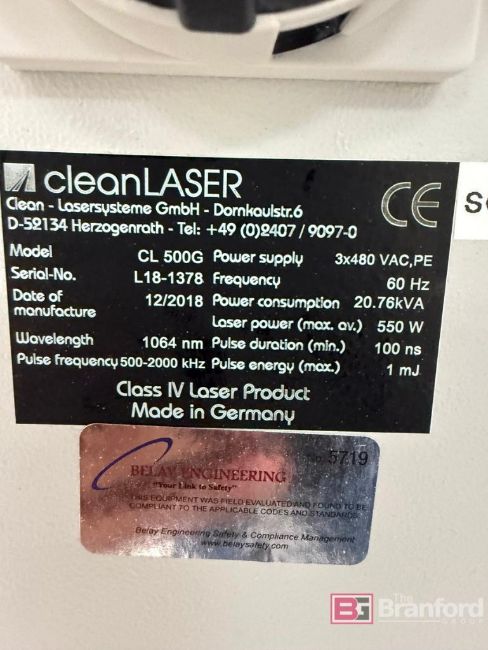 cleanLASER
Clean - Lasersysteme GmbH - Dornkaulstr.6
D-52134 Herzogenrath - Tel: +49 (0)2407 / 9097-0
CE
Model CL 500G Power supply 3x480 VAC,PE
Serial-No. L18-1378 Frequency 60 Hz
Date of manufacture 12/2018 Power consumption 20.76kVA
Laser power (max. av.) 550 W
Wavelength 1064 nm Pulse duration (min.) 100 ns
Pulse frequency 500-2000 kHz Pulse energy (max.) 1 mJ
Class IV Laser Product
Made in Germany
No. 5719
BELAY ENGINEERING
"Your Link to Safety"
THIS EQUIPMENT WAS FIELD EVALUATED AND FOUND TO BE
COMPLIANT TO THE APPLICABLE CODES AND STANDARDS
Belay Engineering Safety & Compliance Management
www.belaysafety.com
BG The Branford GROUP